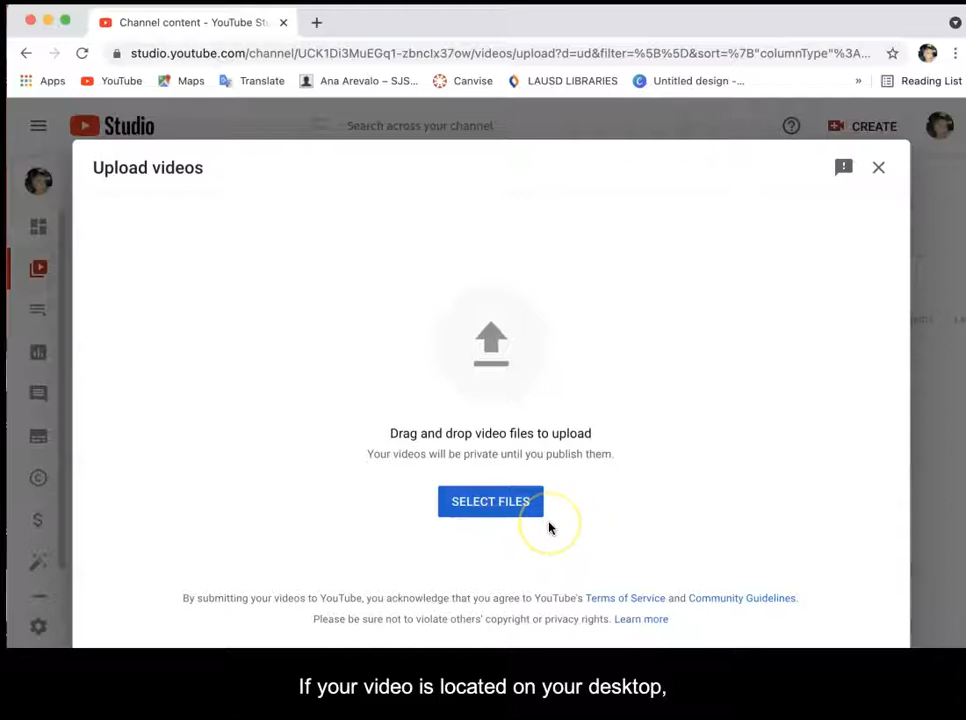 Channel content - YouTube Stu
studio.youtube.com/channel/UCK1Di3MuEGq1-zbncIx37ow/videos/upload?d=ud&filter=%5B%5D&sort=%7B"columnType"%3A...
Apps YouTube Maps Translate Ana Arevalo – SJS... Canvise LAUSD LIBRARIES Untitled design -... » Reading List
Studio Search across your channel CREATE
Upload videos
Drag and drop video files to upload
Your videos will be private until you publish them.
SELECT FILES
By submitting your videos to YouTube, you acknowledge that you agree to YouTube's Terms of Service and Community Guidelines.
Please be sure not to violate others' copyright or privacy rights. Learn more
If your video is located on your desktop,